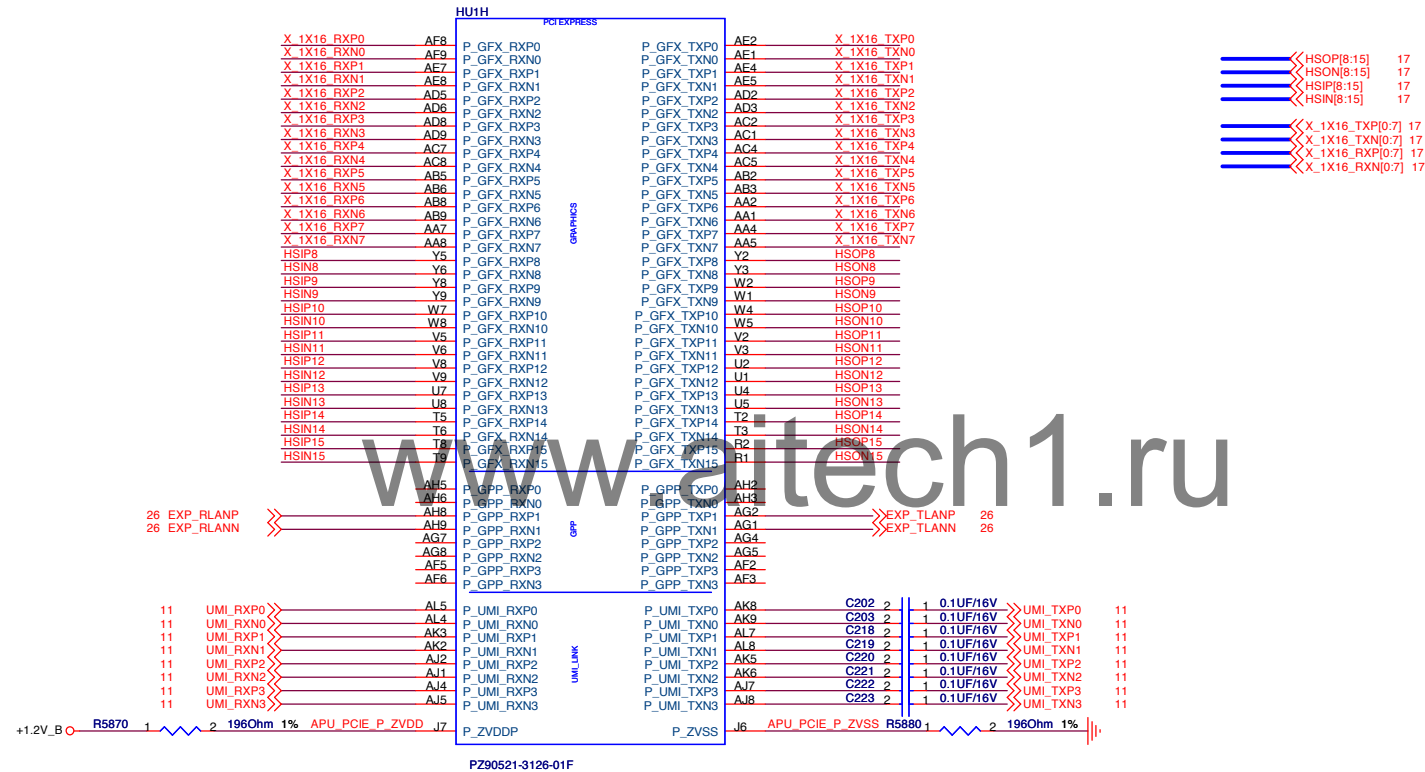 HU1H
PCI EXPRESS
X_1X16_RXP0 AF8 P_GFX_RXP0 P_GFX_TXP0 AE2 X_1X16_TXP0
X_1X16_RXN0 AF9 P_GFX_RXN0 P_GFX_TXN0 AE1 X_1X16_TXN0
X_1X16_RXP1 AE7 P_GFX_RXP1 P_GFX_TXP1 AE4 X_1X16_TXP1
X_1X16_RXN1 AE8 P_GFX_RXN1 P_GFX_TXN1 AE5 X_1X16_TXN1
X_1X16_RXP2 AD5 P_GFX_RXP2 P_GFX_TXP2 AD2 X_1X16_TXP2
X_1X16_RXN2 AD6 P_GFX_RXN2 P_GFX_TXN2 AD3 X_1X16_TXN2
X_1X16_RXP3 AD8 P_GFX_RXP3 P_GFX_TXP3 AC2 X_1X16_TXP3
X_1X16_RXN3 AD9 P_GFX_RXN3 P_GFX_TXN3 AC1 X_1X16_TXN3
X_1X16_RXP4 AC7 P_GFX_RXP4 P_GFX_TXP4 AC4 X_1X16_TXP4
X_1X16_RXN4 AC8 P_GFX_RXN4 P_GFX_TXN4 AC5 X_1X16_TXN4
X_1X16_RXP5 AB5 P_GFX_RXP5 P_GFX_TXP5 AB2 X_1X16_TXP5
X_1X16_RXN5 AB6 P_GFX_RXN5 P_GFX_TXN5 AB3 X_1X16_TXN5
X_1X16_RXP6 AB8 P_GFX_RXP6 P_GFX_TXP6 AA2 X_1X16_TXP6
X_1X16_RXN6 AB9 P_GFX_RXN6 P_GFX_TXN6 AA1 X_1X16_TXN6
X_1X16_RXP7 AA7 P_GFX_RXP7 P_GFX_TXP7 AA4 X_1X16_TXP7
X_1X16_RXN7 AA8 P_GFX_RXN7 P_GFX_TXN7 AA5 X_1X16_TXN7
HSIP8 Y5 P_GFX_RXP8 P_GFX_TXP8 Y2 HSOP8
HSIN8 Y6 P_GFX_RXN8 P_GFX_TXN8 Y3 HSON8
HSIP9 Y8 P_GFX_RXP9 P_GFX_TXP9 W2 HSOP9
HSIN9 Y9 P_GFX_RXN9 P_GFX_TXN9 W1 HSON9
HSIP10 W7 P_GFX_RXP10 P_GFX_TXP10 W4 HSOP10
HSIN10 W8 P_GFX_RXN10 P_GFX_TXN10 W5 HSON10
HSIP11 V5 P_GFX_RXP11 P_GFX_TXP11 V2 HSOP11
HSIN11 V6 P_GFX_RXN11 P_GFX_TXN11 V3 HSON11
HSIP12 V8 P_GFX_RXP12 P_GFX_TXP12 U2 HSOP12
HSIN12 V9 P_GFX_RXN12 P_GFX_TXN12 U1 HSON12
HSIP13 U7 P_GFX_RXP13 P_GFX_TXP13 U4 HSOP13
HSIN13 U8 P_GFX_RXN13 P_GFX_TXN13 U5 HSON13
HSIP14 T5 P_GFX_RXP14 P_GFX_TXP14 T2 HSOP14
HSIN14 T6 P_GFX_RXN14 P_GFX_TXN14 T3 HSON14
HSIP15 T8 P_GFX_RXP15 P_GFX_TXP15 R2 HSOP15
HSIN15 T9 P_GFX_RXN15 P_GFX_TXN15 R1 HSON15
GRAPHICS
HSOP[8:15] 17
HSON[8:15] 17
HSIP[8:15] 17
HSIN[8:15] 17
X_1X16_TXP[0:7] 17
X_1X16_TXN[0:7] 17
X_1X16_RXP[0:7] 17
X_1X16_RXN[0:7] 17
www.aitech1.ru
AH5 P_GPP_RXP0 P_GPP_TXP0 AH2
AH6 P_GPP_RXN0 P_GPP_TXN0 AH3
26 EXP_RLANP AH8 P_GPP_RXP1 P_GPP_TXP1 AG2 EXP_TLANP 26
26 EXP_RLANN AH9 P_GPP_RXN1 P_GPP_TXN1 AG1 EXP_TLANN 26
AG7 P_GPP_RXP2 P_GPP_TXP2 AG4
AG8 P_GPP_RXN2 P_GPP_TXN2 AG5
AF5 P_GPP_RXP3 P_GPP_TXP3 AF2
AF6 P_GPP_RXN3 P_GPP_TXN3 AF3
GPP
11 UMI_RXP0 AL5 P_UMI_RXP0 P_UMI_TXP0 AK8 C202 2 1 0.1UF/16V UMI_TXP0 11
11 UMI_RXN0 AL4 P_UMI_RXN0 P_UMI_TXN0 AK9 C203 2 1 0.1UF/16V UMI_TXN0 11
11 UMI_RXP1 AK3 P_UMI_RXP1 P_UMI_TXP1 AL7 C218 2 1 0.1UF/16V UMI_TXP1 11
11 UMI_RXN1 AK2 P_UMI_RXN1 P_UMI_TXN1 AL8 C219 2 1 0.1UF/16V UMI_TXN1 11
11 UMI_RXP2 AJ2 P_UMI_RXP2 P_UMI_TXP2 AK5 C220 2 1 0.1UF/16V UMI_TXP2 11
11 UMI_RXN2 AJ1 P_UMI_RXN2 P_UMI_TXN2 AK6 C221 2 1 0.1UF/16V UMI_TXN2 11
11 UMI_RXP3 AJ4 P_UMI_RXP3 P_UMI_TXP3 AJ7 C222 2 1 0.1UF/16V UMI_TXP3 11
11 UMI_RXN3 AJ5 P_UMI_RXN3 P_UMI_TXN3 AJ8 C223 2 1 0.1UF/16V UMI_TXN3 11
UMI_LINK
+1.2V_B R5870 1 2 196Ohm 1% APU_PCIE_P_ZVDD J7 P_ZVDDP P_ZVSS J6 APU_PCIE_P_ZVSS R5880 1 2 196Ohm 1%
PZ90521-3126-01F